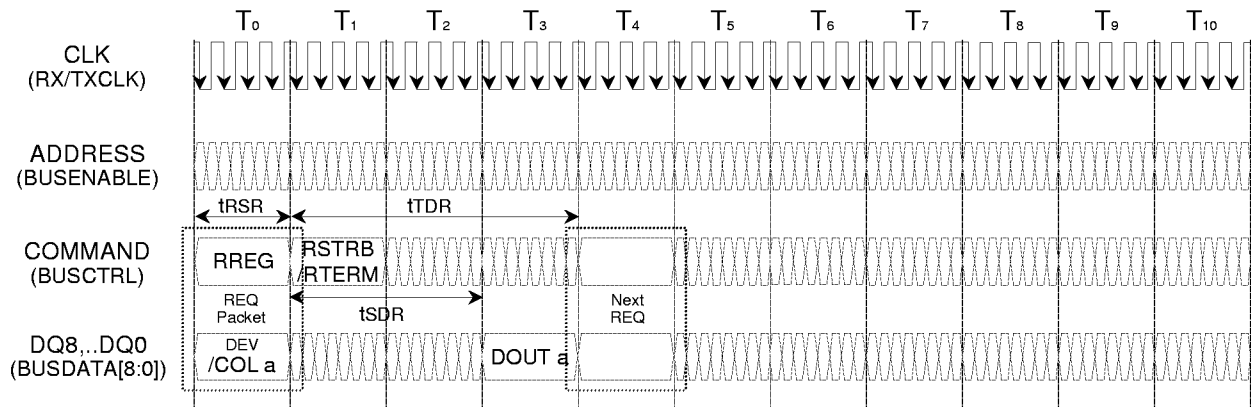 T0 T1 T2 T3 T4 T5 T6 T7 T8 T9 T10
CLK
(RX/TXCLK)
ADDRESS
(BUSENABLE)
tRSR tTDR
COMMAND
(BUSCTRL)
RREG
RSTRB
/RTERM
REQ
Packet
tSDR
Next
REQ
DQ8,..DQ0
(BUSDATA[8:0])
DEV
/COL a
DOUT a